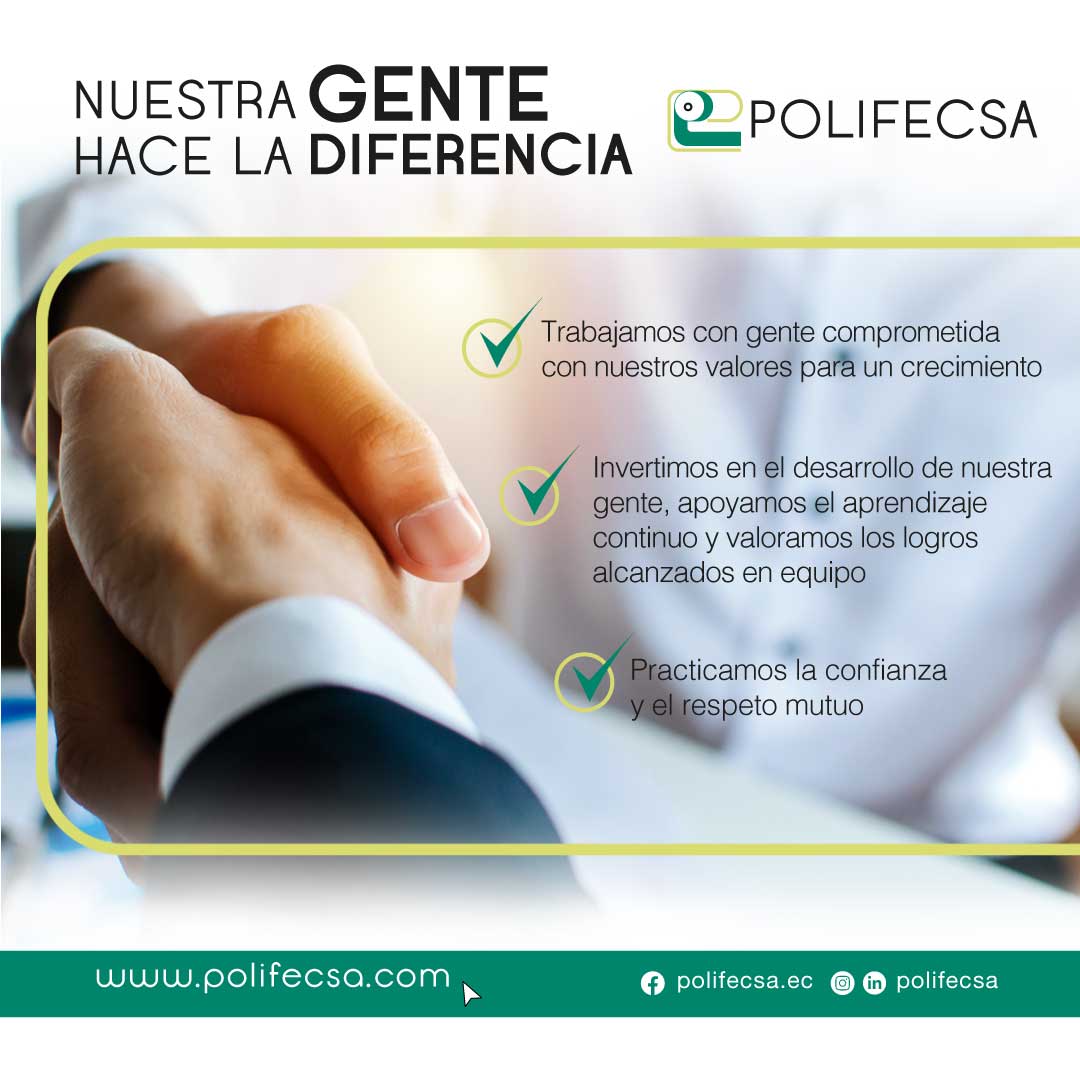 NUESTRA GENTE
HACE LA DIFERENCIA
POLIFECSA
Trabajamos con gente comprometida
con nuestros valores para un crecimiento
Invertimos en el desarrollo de nuestra
gente, apoyamos el aprendizaje
continuo y valoramos los logros
alcanzados en equipo
Practicamos la confianza
y el respeto mutuo
www.polifecsa.com
polifecsa.ec
polifecsa